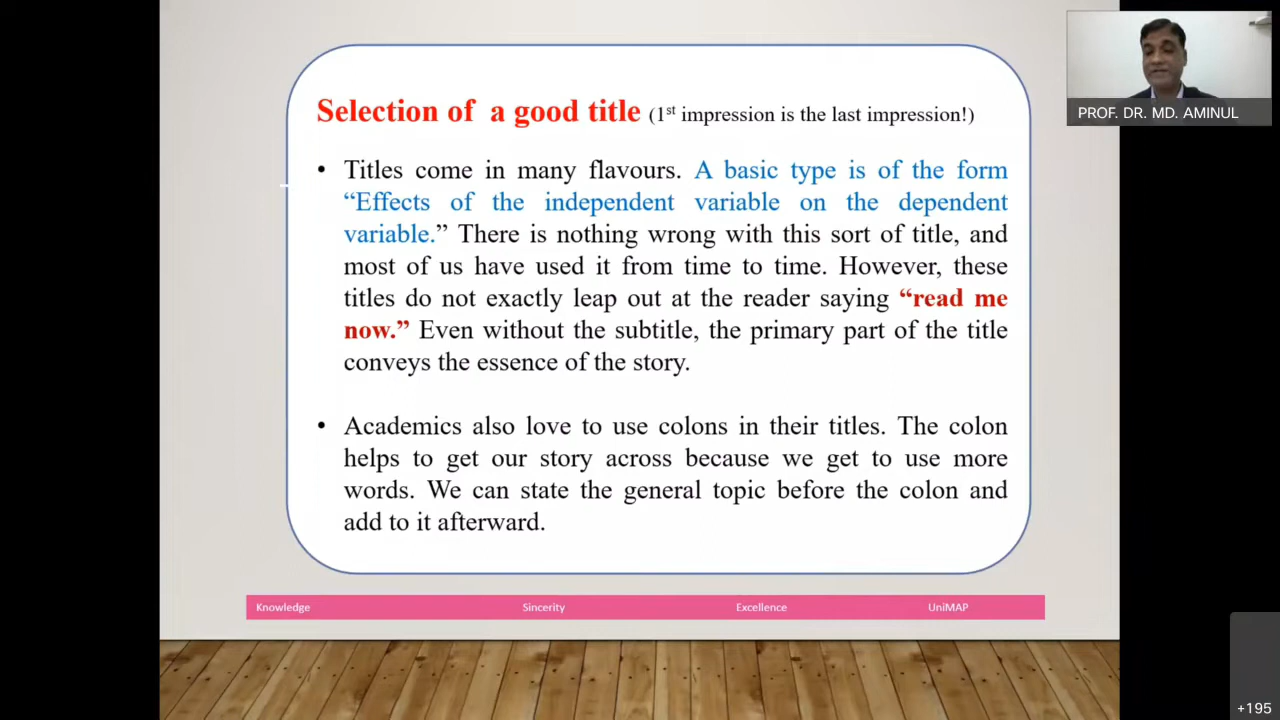 Selection of a good title (1st impression is the last impression!)
PROF. DR. MD. AMINUL
• Titles come in many flavours. A basic type is of the form
“Effects of the independent variable on the dependent
variable.” There is nothing wrong with this sort of title, and
most of us have used it from time to time. However, these
titles do not exactly leap out at the reader saying “read me
now.” Even without the subtitle, the primary part of the title
conveys the essence of the story.
• Academics also love to use colons in their titles. The colon
helps to get our story across because we get to use more
words. We can state the general topic before the colon and
add to it afterward.
Knowledge Sincerity Excellence UniMAP
+195